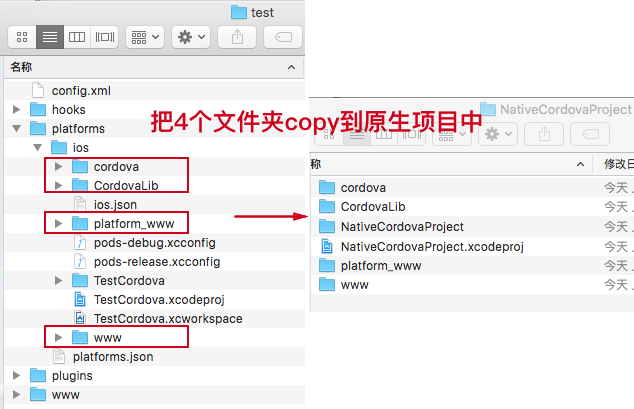 test
名称
config.xml
hooks
platforms
ios
cordova
CordovaLib
ios.json
platform_www
pods-debug.xcconfig
pods-release.xcconfig
TestCordova
TestCordova.xcodeproj
TestCordova.xcworkspace
www
platforms.json
plugins
www
把4个文件夹copy到原生项目中
NativeCordovaProject
称
修改日
cordova
今天
CordovaLib
今天
NativeCordovaProject
今天
NativeCordovaProject.xcodeproj
今天
platform_www
今天
www
今天